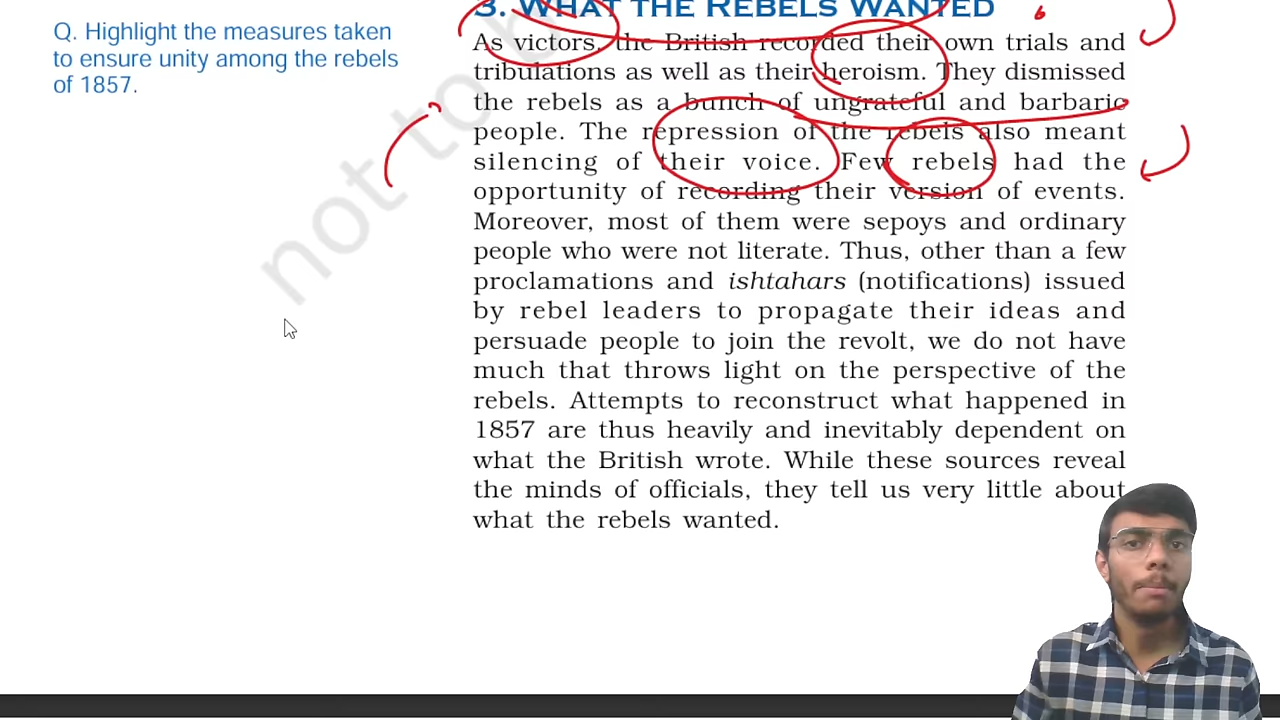 Q. Highlight the measures taken
to ensure unity among the rebels
of 1857.
3. WHAT THE REBELS WANTED
As victors, the British recorded their own trials and
tribulations as well as their heroism. They dismissed
the rebels as a bunch of ungrateful and barbaric
people. The repression of the rebels also meant
silencing of their voice. Few rebels had the
opportunity of recording their version of events.
Moreover, most of them were sepoys and ordinary
people who were not literate. Thus, other than a few
proclamations and ishtahars (notifications) issued
by rebel leaders to propagate their ideas and
persuade people to join the revolt, we do not have
much that throws light on the perspective of the
rebels. Attempts to reconstruct what happened in
1857 are thus heavily and inevitably dependent on
what the British wrote. While these sources reveal
the minds of officials, they tell us very little about
what the rebels wanted.
not to b